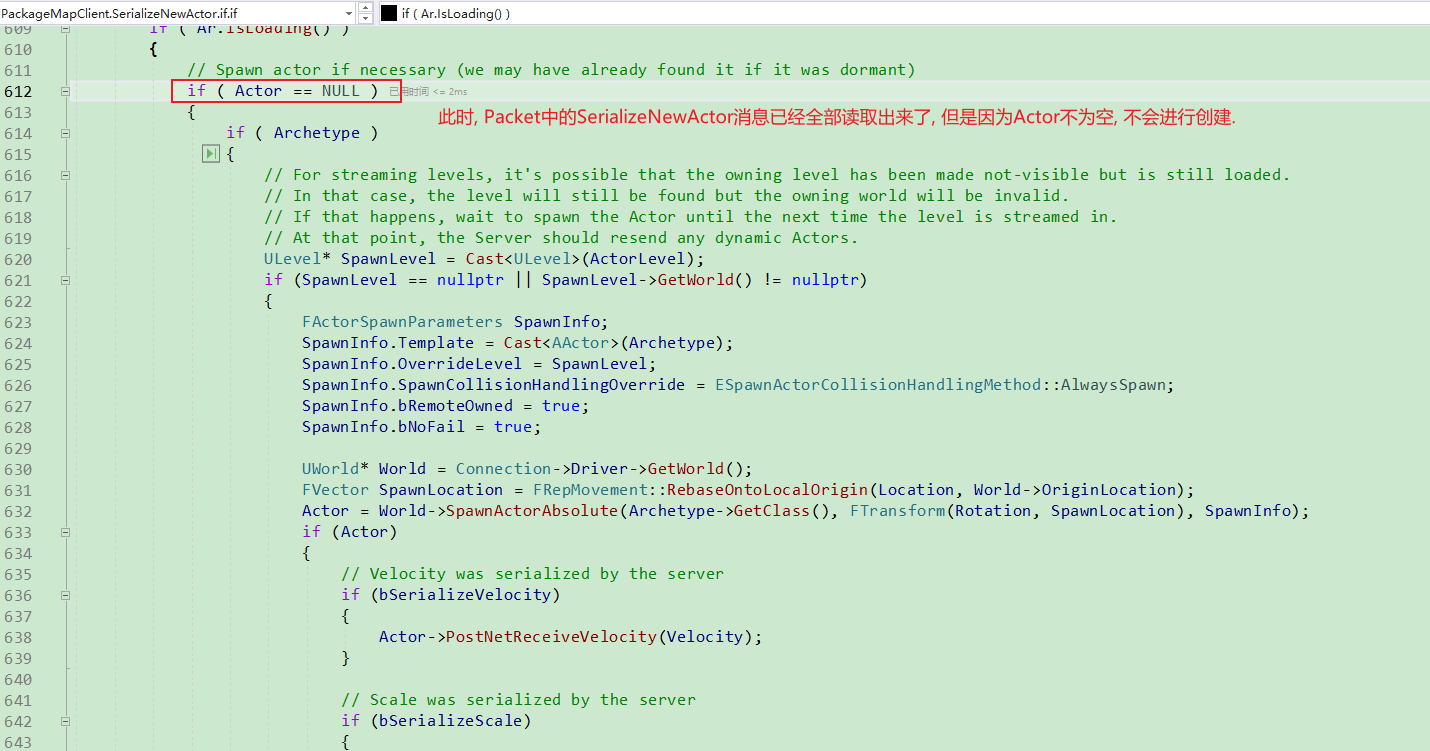 PackageMapClient.SerializeNewActor.if.if
if ( Ar.IsLoading() )
609 if ( Ar.IsLoading() )
610 {
611 // Spawn actor if necessary (we may have already found it if it was dormant)
612 if ( Actor == NULL ) 已用时间 <= 2ms
此时, Packet中的SerializeNewActor消息已经全部读取出来了, 但是因为Actor不为空, 不会进行创建.
613 {
614 if ( Archetype )
615 {
616 // For streaming levels, it's possible that the owning level has been made not-visible but is still loaded.
617 // In that case, the level will still be found but the owning world will be invalid.
618 // If that happens, wait to spawn the Actor until the next time the level is streamed in.
619 // At that point, the Server should resend any dynamic Actors.
620 ULevel* SpawnLevel = Cast<ULevel>(ActorLevel);
621 if (SpawnLevel == nullptr || SpawnLevel->GetWorld() != nullptr)
622 {
623 FActorSpawnParameters SpawnInfo;
624 SpawnInfo.Template = Cast<AActor>(Archetype);
625 SpawnInfo.OverrideLevel = SpawnLevel;
626 SpawnInfo.SpawnCollisionHandlingOverride = ESpawnActorCollisionHandlingMethod::AlwaysSpawn;
627 SpawnInfo.bRemoteOwned = true;
628 SpawnInfo.bNoFail = true;
629
630 UWorld* World = Connection->Driver->GetWorld();
631 FVector SpawnLocation = FRepMovement::RebaseOntoLocalOrigin(Location, World->OriginLocation);
632 Actor = World->SpawnActorAbsolute(Archetype->GetClass(), FTransform(Rotation, SpawnLocation), SpawnInfo);
633 if (Actor)
634 {
635 // Velocity was serialized by the server
636 if (bSerializeVelocity)
637 {
638 Actor->PostNetReceiveVelocity(Velocity);
639 }
640
641 // Scale was serialized by the server
642 if (bSerializeScale)
643 {